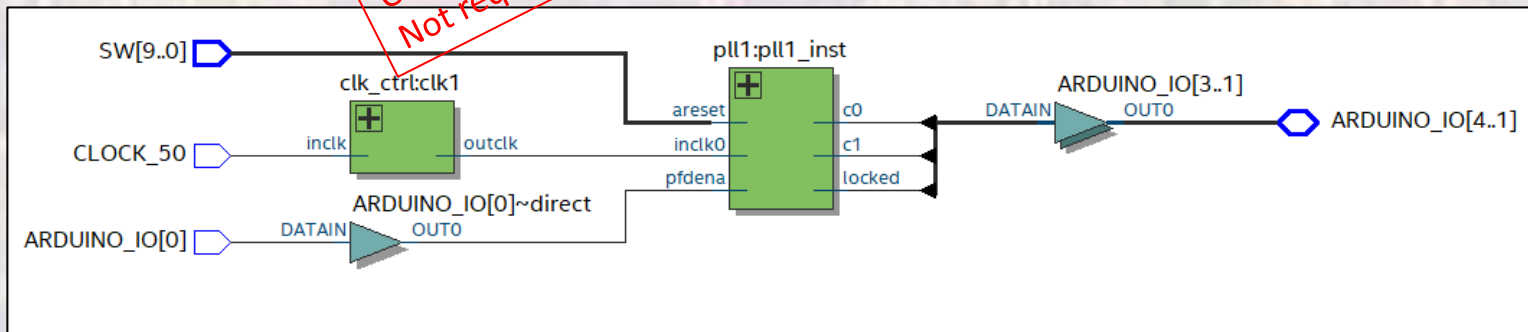 Not
SW[9..0]
clk_ctrl:clk1
inclk
outclk
CLOCK_50
ARDUINO_IO[0]~direct
DATAIN
OUT0
ARDUINO_IO[0]
pll1:pll1_inst
areset
inclk0
pfdena
c0
c1
locked
ARDUINO_IO[3..1]
DATAIN
OUT0
ARDUINO_IO[4..1]